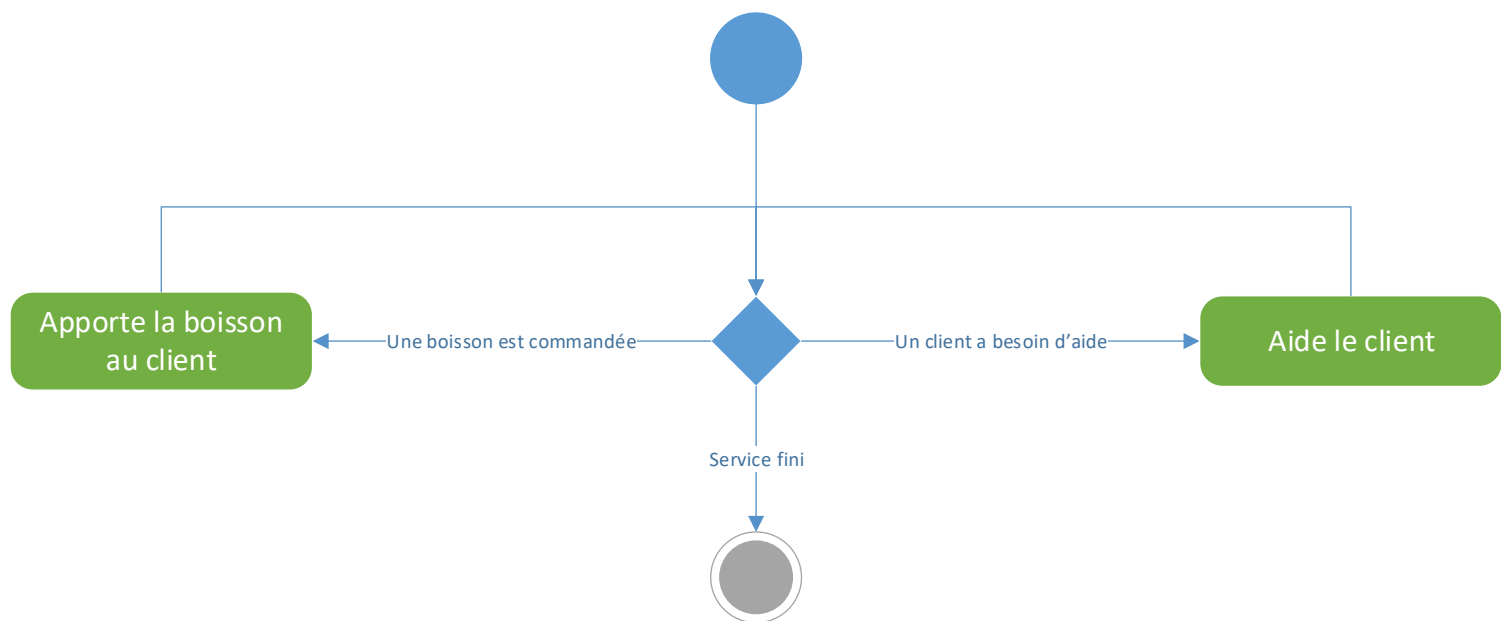 Apporte la boisson
au client
Une boisson est commandée
Un client a besoin d’aide
Aide le client
Service fini